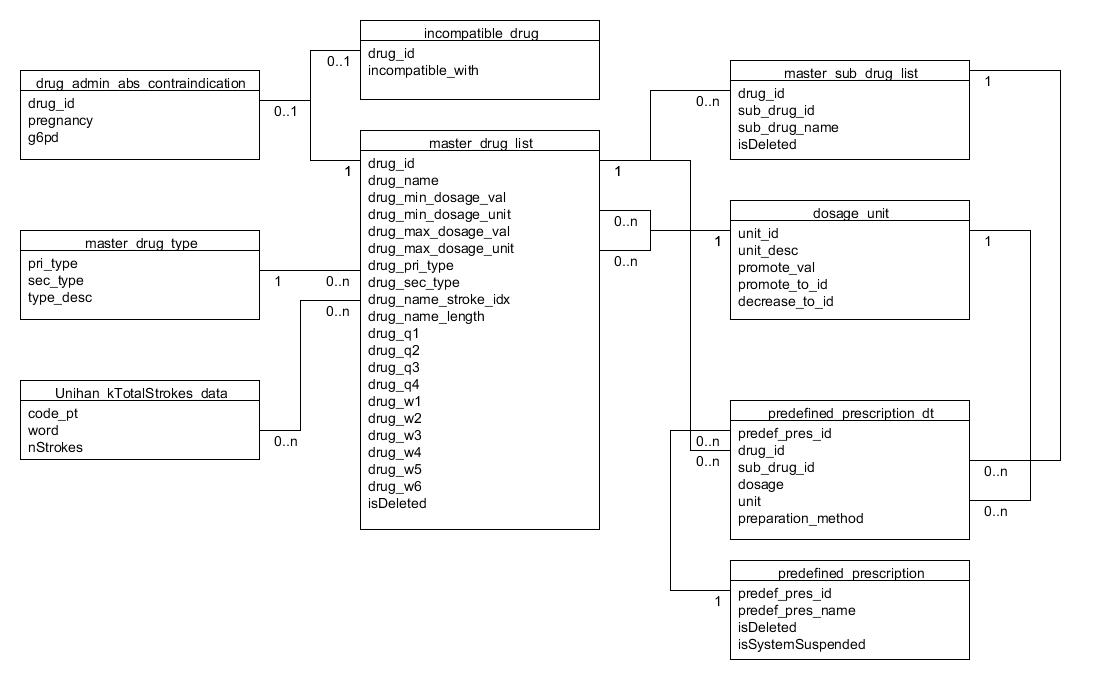 incompatible_drug
drug_id
incompatible_with
0..1
drug_admin_abs_contraindication
drug_id
pregnancy
g6pd
0..1
master_drug_type
pri_type
sec_type
type_desc
1
0..n
Unihan_kTotalStrokes_data
code_pt
word
nStrokes
0..n
0..n
master_drug_list
drug_id
drug_name
drug_min_dosage_val
drug_min_dosage_unit
drug_max_dosage_val
drug_max_dosage_unit
drug_pri_type
drug_sec_type
drug_name_stroke_idx
drug_name_length
drug_q1
drug_q2
drug_q3
drug_q4
drug_w1
drug_w2
drug_w3
drug_w4
drug_w5
drug_w6
isDeleted
1
1
0..n
0..n
master_sub_drug_list
drug_id
sub_drug_id
sub_drug_name
isDeleted
0..n
1
dosage_unit
unit_id
unit_desc
promote_val
promote_to_id
decrease_to_id
1
1
predefined_prescription_dt
predef_pres_id
drug_id
sub_drug_id
dosage
unit
preparation_method
0..n
0..n
0..n
0..n
predefined_prescription
predef_pres_id
predef_pres_name
isDeleted
isSystemSuspended
1